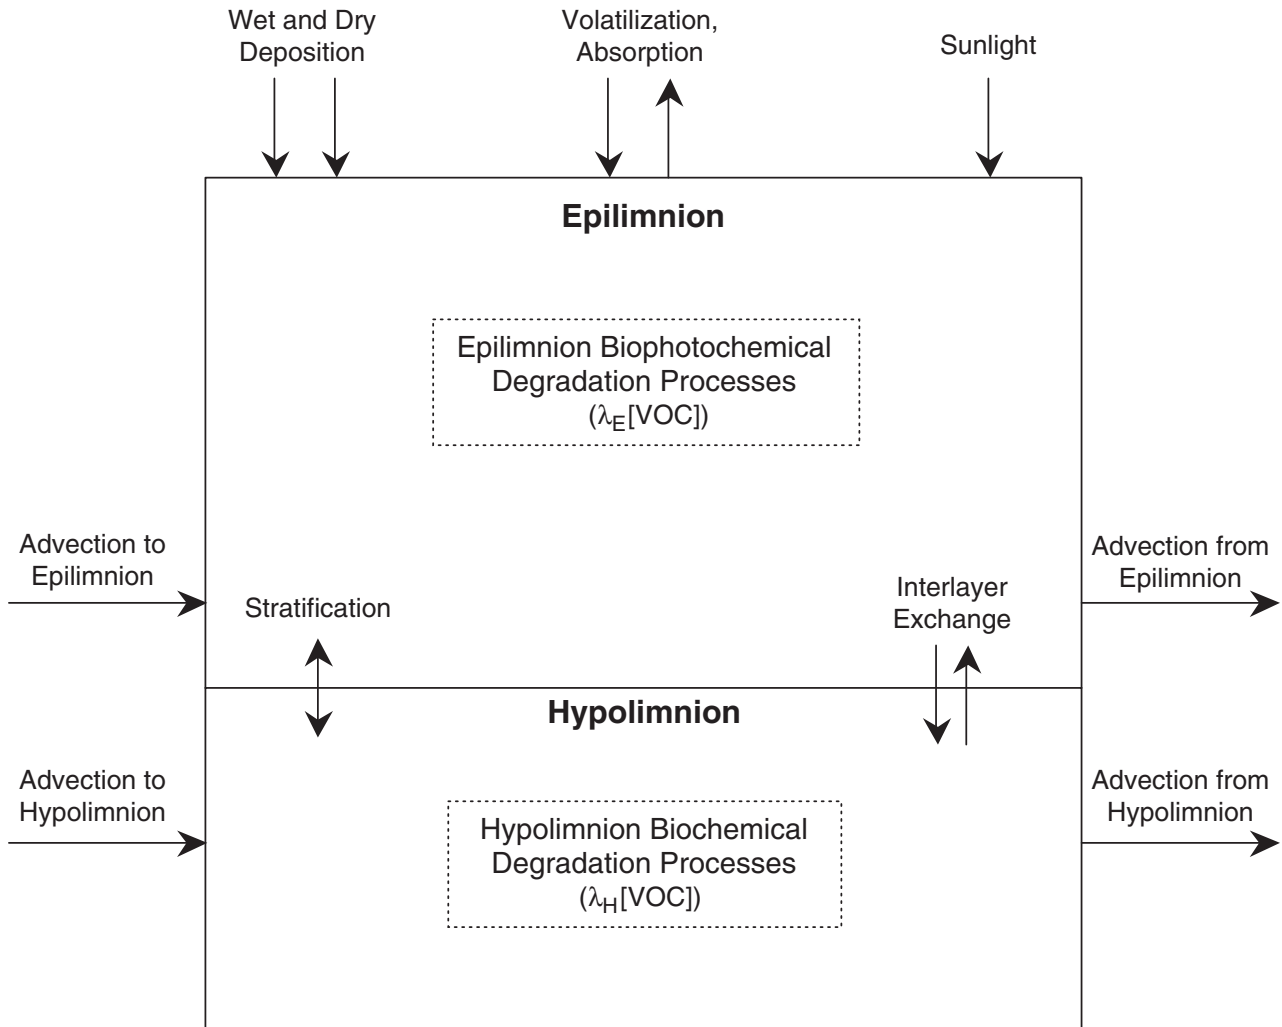 Wet and Dry
Deposition
Volatilization,
Absorption
Sunlight
Epilimnion
Epilimnion Biophotochemical
Degradation Processes
(λE[VOC])
Advection to
Epilimnion
Advection from
Epilimnion
Stratification
Interlayer
Exchange
Hypolimnion
Advection to
Hypolimnion
Advection from
Hypolimnion
Hypolimnion Biochemical
Degradation Processes
(λH[VOC])